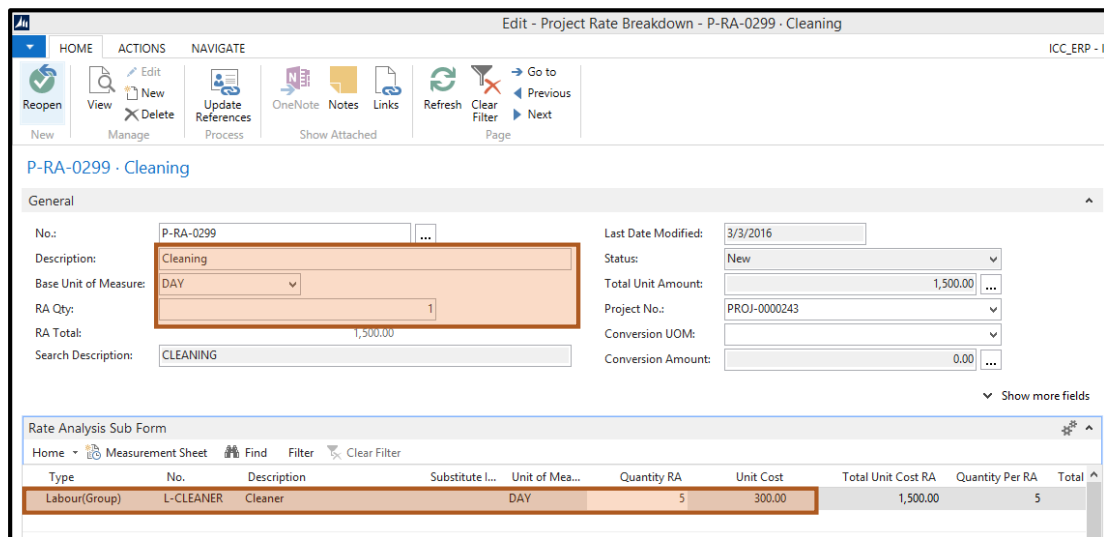 Edit - Project Rate Breakdown - P-RA-0299 · Cleaning
HOME ACTIONS NAVIGATE ICC_ERP - I
Reopen View Edit New Delete Update References OneNote Notes Links Refresh Clear Filter Go to Previous Next
New Manage Process Show Attached Page
P-RA-0299 · Cleaning
General
No.: P-RA-0299 ... Last Date Modified: 3/3/2016
Description: Cleaning Status: New
Base Unit of Measure: DAY Total Unit Amount: 1,500.00 ...
RA Qty: 1 Project No.: PROJ-0000243
RA Total: 1,500.00 Conversion UOM:
Search Description: CLEANING Conversion Amount: 0.00 ...
Show more fields
Rate Analysis Sub Form
Home Measurement Sheet Find Filter Clear Filter
Type No. Description Substitute I... Unit of Mea... Quantity RA Unit Cost Total Unit Cost RA Quantity Per RA Total
Labour(Group) L-CLEANER Cleaner DAY 5 300.00 1,500.00 5